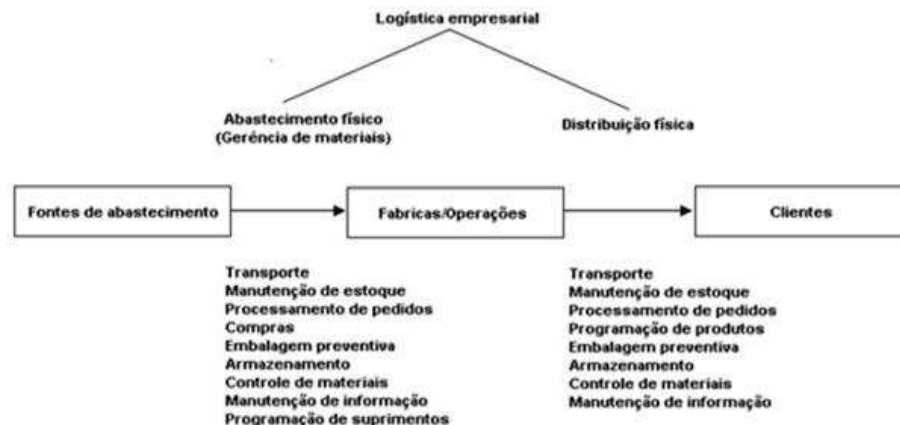 Logística empresarial
Abastecimento físico
(Gerência de materiais)
Distribuição física
Fontes de abastecimento
Fabricas/Operações
Clientes
Transporte
Manutenção de estoque
Processamento de pedidos
Compras
Embalagem preventiva
Armazenamento
Controle de materiais
Manutenção de informação
Programação de suprimentos
Transporte
Manutenção de estoque
Processamento de pedidos
Programação de produtos
Embalagem preventiva
Armazenamento
Controle de materiais
Manutenção de informação